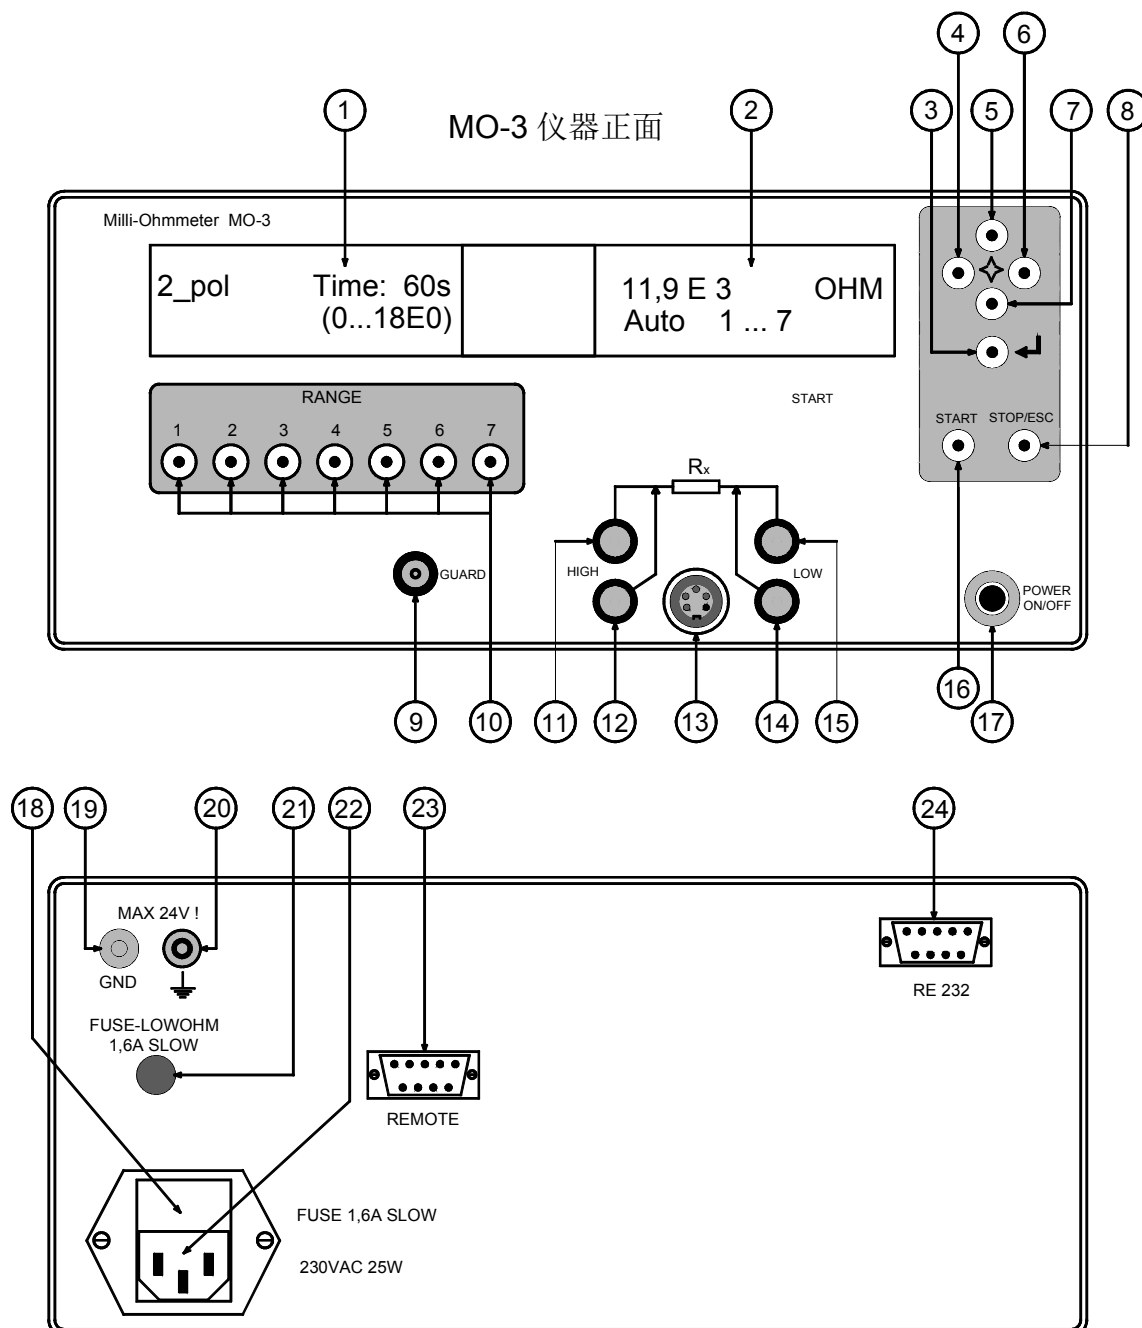 4 6
1 2 3 5 7 8
MO-3 仪器正面
Milli-Ohmmeter MO-3
2_pol Time: 60s
(0...18E0)
11,9 E 3 OHM
Auto 1 ... 7
RANGE
1 2 3 4 5 6 7
START
START STOP/ESC
Rx
GUARD
HIGH
LOW
POWER
ON/OFF
9 10 11 12 13 14 15 16 17
18 19 20 21 22 23 24
MAX 24V !
GND
FUSE-LOWOHM
1,6A SLOW
REMOTE
RE 232
FUSE 1,6A SLOW
230VAC 25W